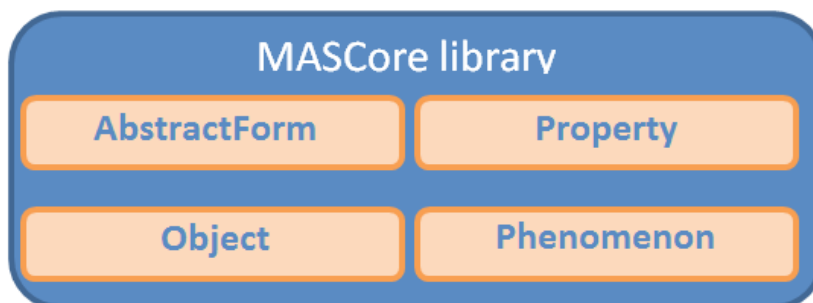 MASCore library
AbstractForm
Property
Object
Phenomenon